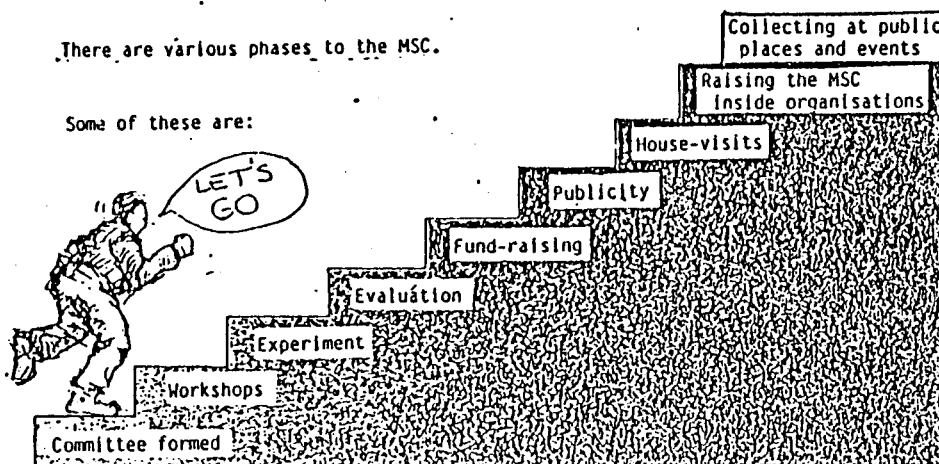 There are various phases to the MSC.
Some of these are:
LET'S
GO
Collecting at public
places and events
Raising the MSC
inside organisations
House-visits
Publicity
Fund-raising
Evaluation
Experiment
Workshops
Committee formed